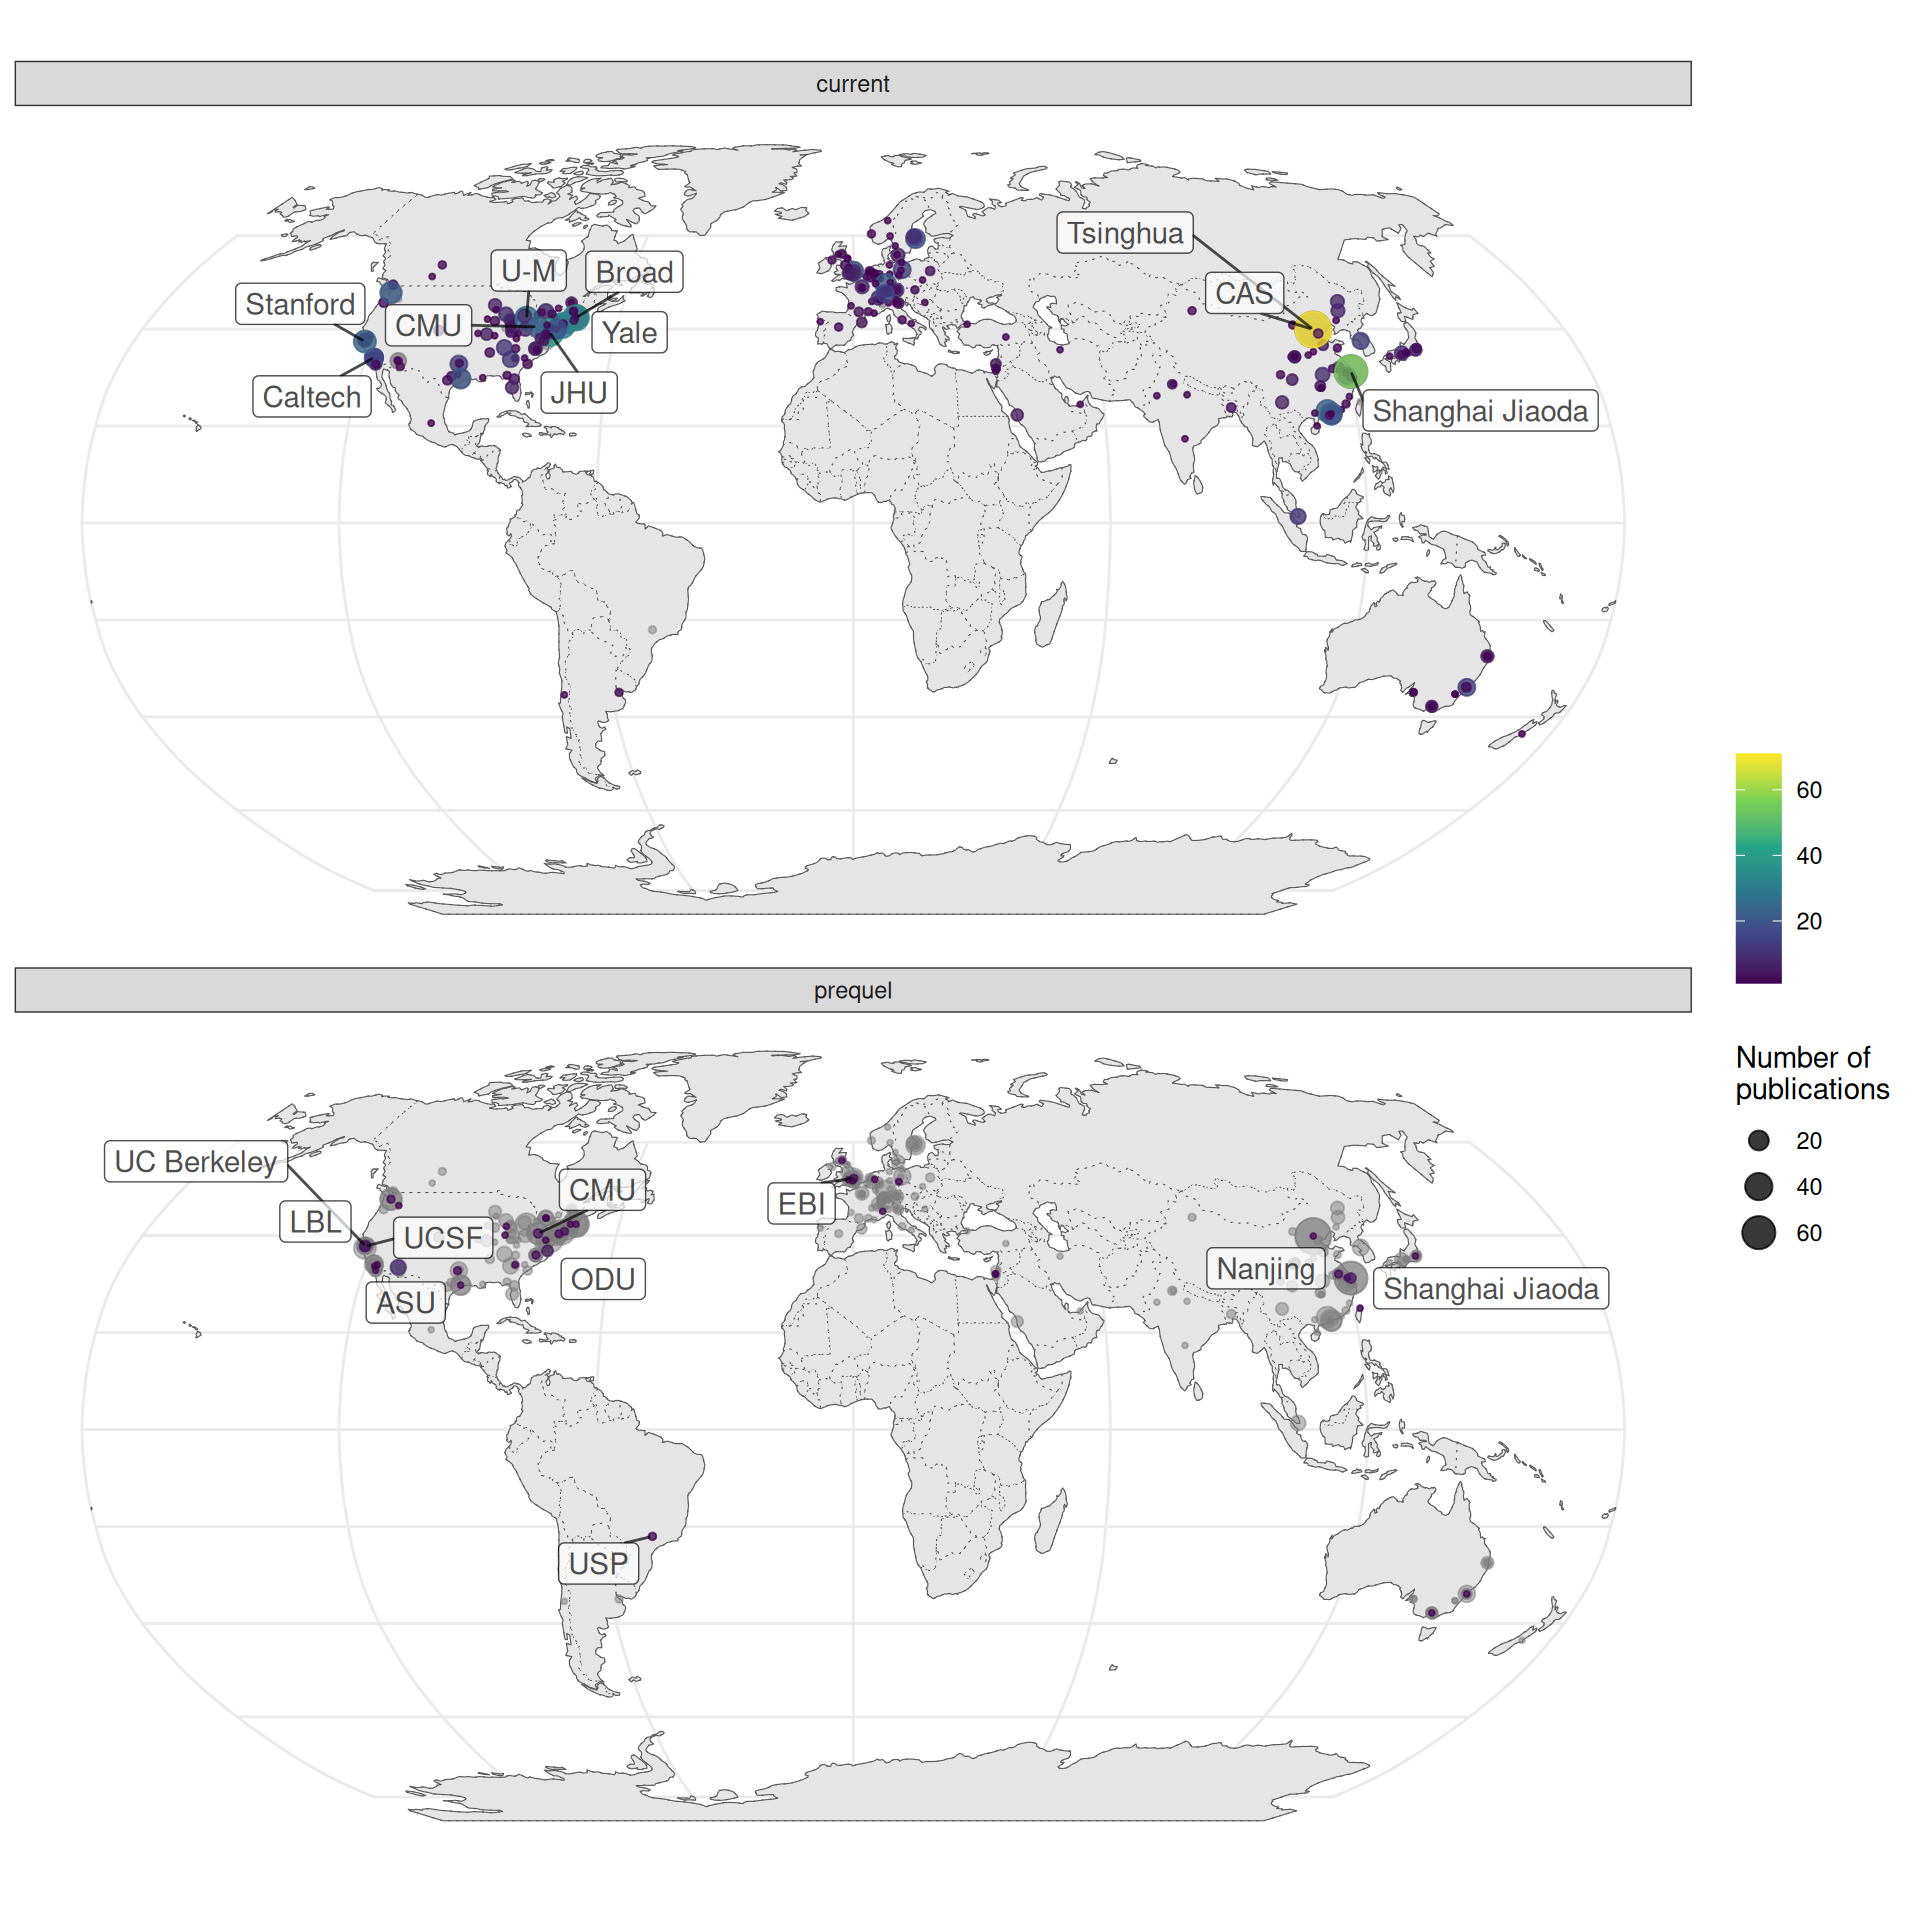 current
Tsinghua
U-M
Broad
CAS
Stanford
CMU
Yale
Caltech
JHU
Shanghai Jiaoda
60
40
20
prequel
Number of
publications
20
40
60
UC Berkeley
CMU
EBI
LBL
UCSF
Nanjing
ODU
Shanghai Jiaoda
ASU
USP